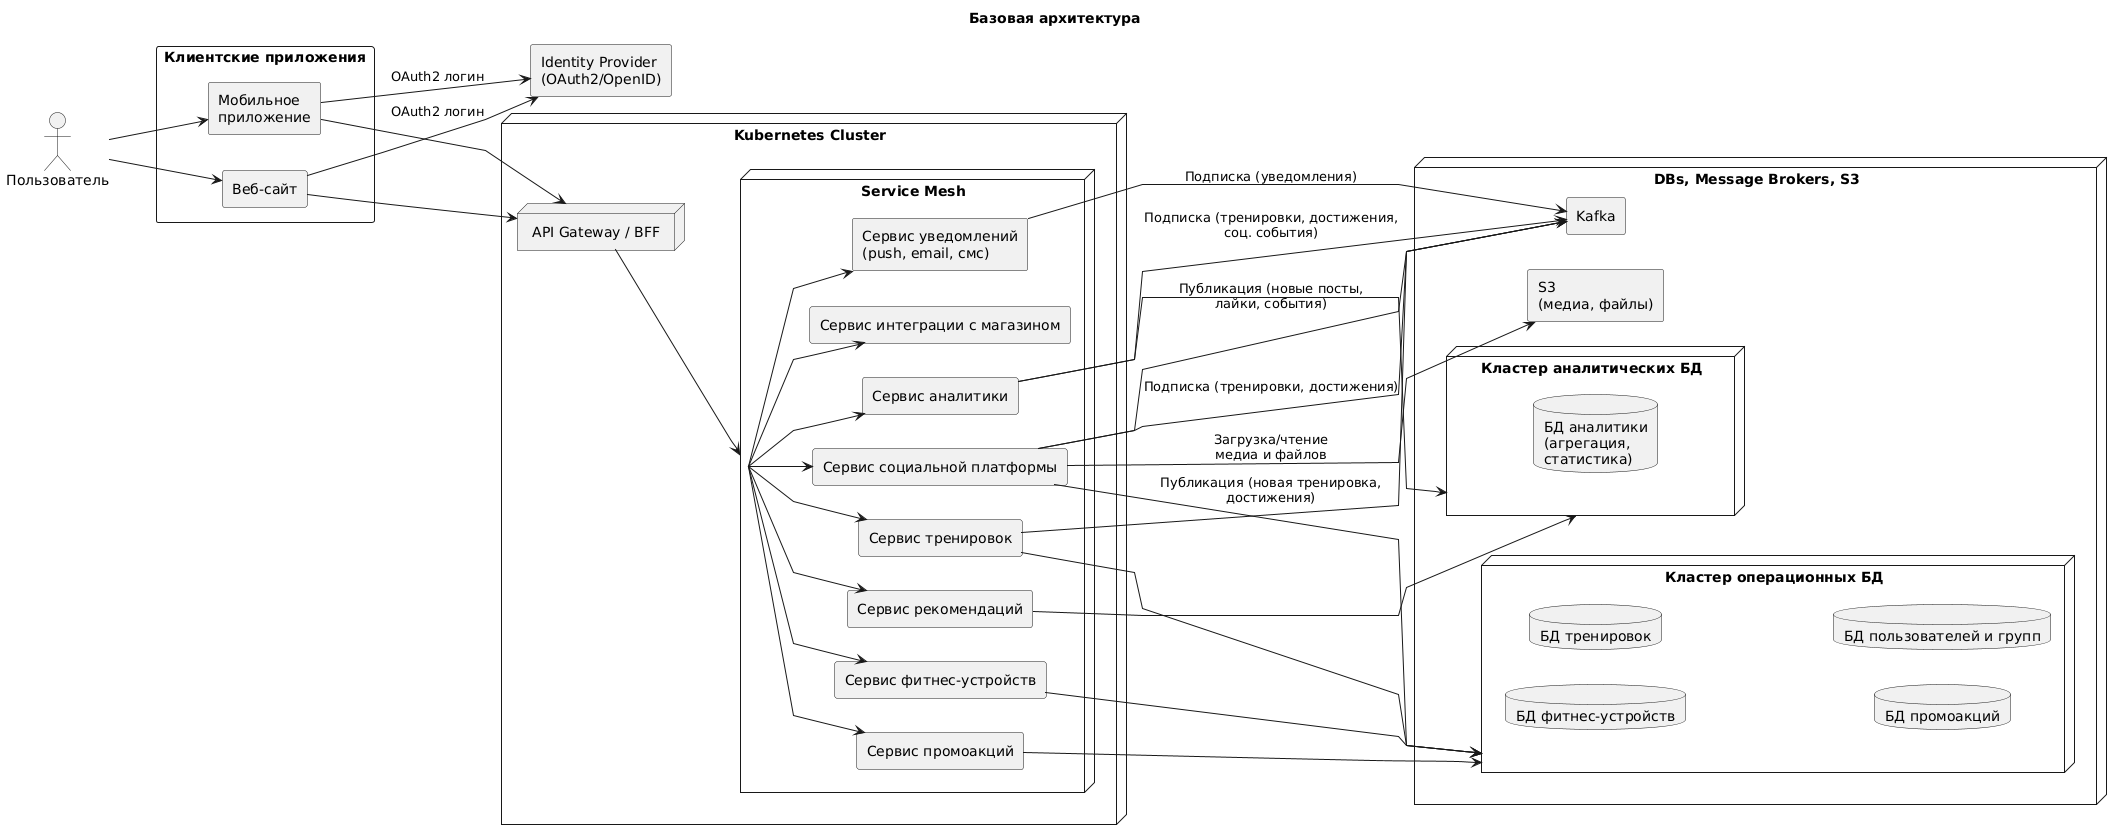 Базовая архитектура
Клиентские приложения
Мобильное
приложение
Веб-сайт
Пользователь
OAuth2 логин
OAuth2 логин
Identity Provider
(OAuth2/OpenID)
Kubernetes Cluster
API Gateway / BFF
Service Mesh
Сервис уведомлений
(push, email, смс)
Сервис интеграции с магазином
Сервис аналитики
Сервис социальной платформы
Сервис тренировок
Сервис рекомендаций
Сервис фитнес-устройств
Сервис промоакций
Подписка (уведомления)
Подписка (тренировки, достижения,
соц. события)
Публикация (новые посты,
лайки, события)
Подписка (тренировки, достижения)
Загрузка/чтение
медиа и файлов
Публикация (новая тренировка,
достижения)
DBs, Message Brokers, S3
Kafka
S3
(медиа, файлы)
Кластер аналитических БД
БД аналитики
(агрегация,
статистика)
Кластер операционных БД
БД тренировок
БД пользователей и групп
БД фитнес-устройств
БД промоакций